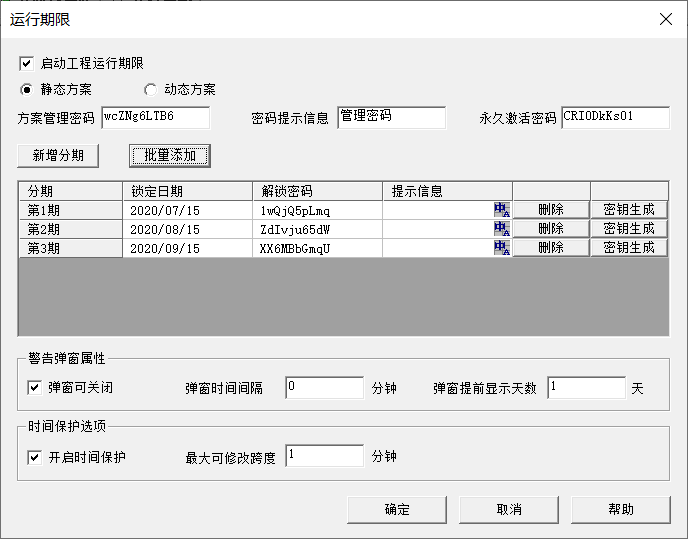 运行期限
启动工程运行期限
静态方案 动态方案
方案管理密码 wcZNg6LTB6 密码提示信息 管理密码 永久激活密码 CRI0DkKs01
新增分期 批量添加
分期 锁定日期 解锁密码 提示信息
第1期 2020/07/15 1wQjQ5pLmq 中A 删除 密钥生成
第2期 2020/08/15 ZdIvju65dW 中A 删除 密钥生成
第3期 2020/09/15 XX6MBbGmqU 中A 删除 密钥生成
警告弹窗属性
弹窗可关闭 弹窗时间间隔 0 分钟 弹窗提前显示天数 1 天
时间保护选项
开启时间保护 最大可修改跨度 1 分钟
确定 取消 帮助